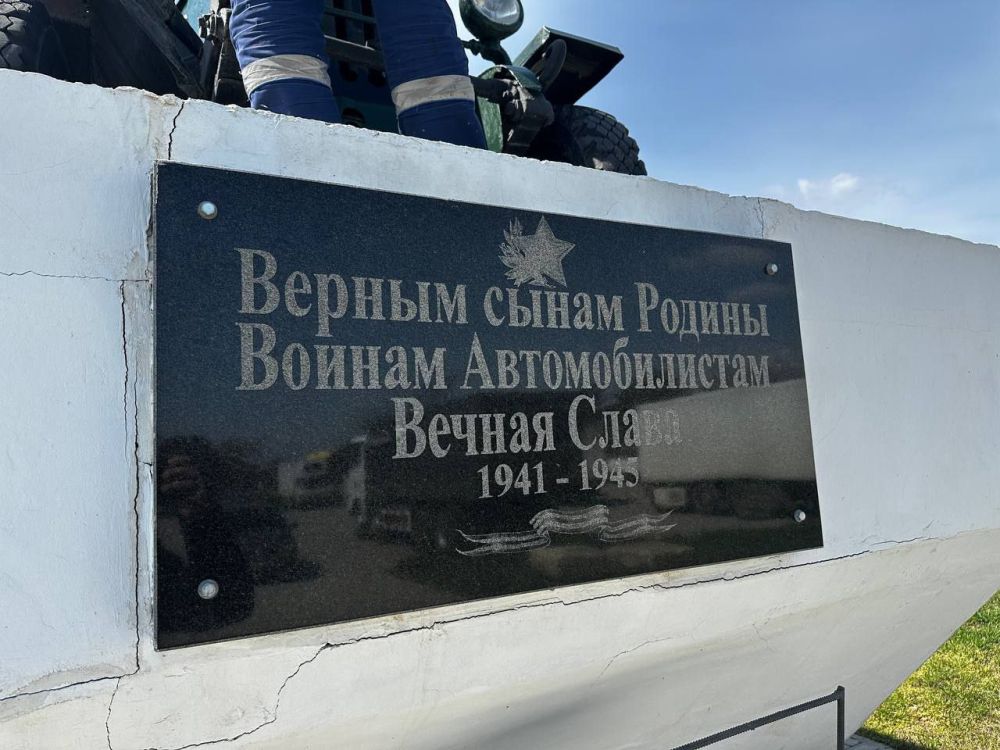 Верным сынам Родины
Воинам Автомобилистам
Вечная Слава
1941 - 1945